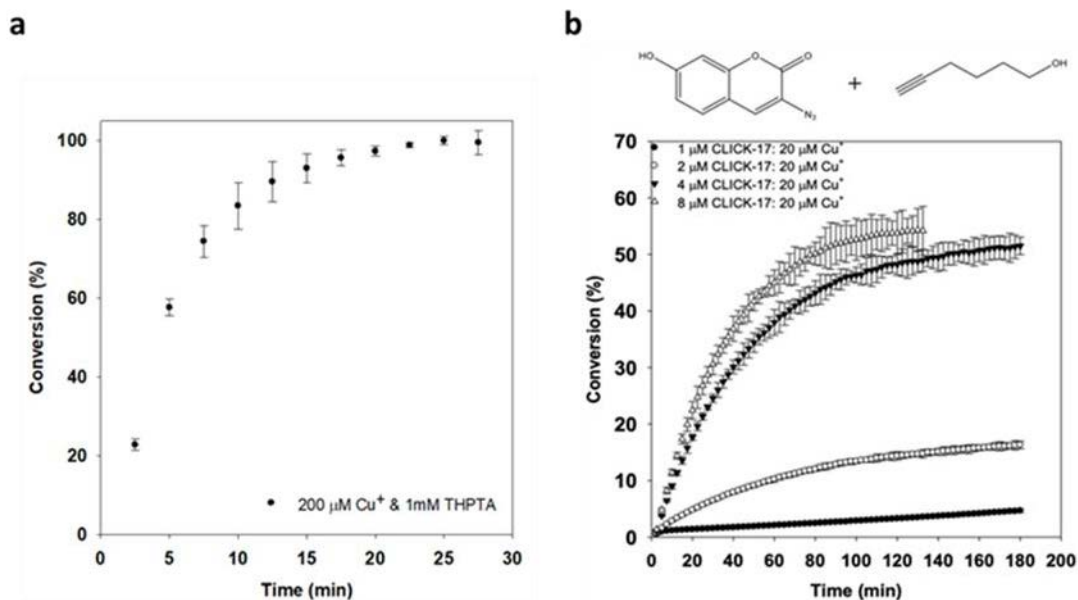 a
Conversion (%)
100
80
60
40
20
0
200 μM Cu⁺ & 1mM THPTA
0 5 10 15 20 25 30
Time (min)
b
HO O O
N₃
+
OH
Conversion (%)
70
60
50
40
30
20
10
0
1 μM CLICK-17: 20 μM Cu⁺
2 μM CLICK-17: 20 μM Cu⁺
4 μM CLICK-17: 20 μM Cu⁺
8 μM CLICK-17: 20 μM Cu⁺
0 20 40 60 80 100 120 140 160 180 200
Time (min)